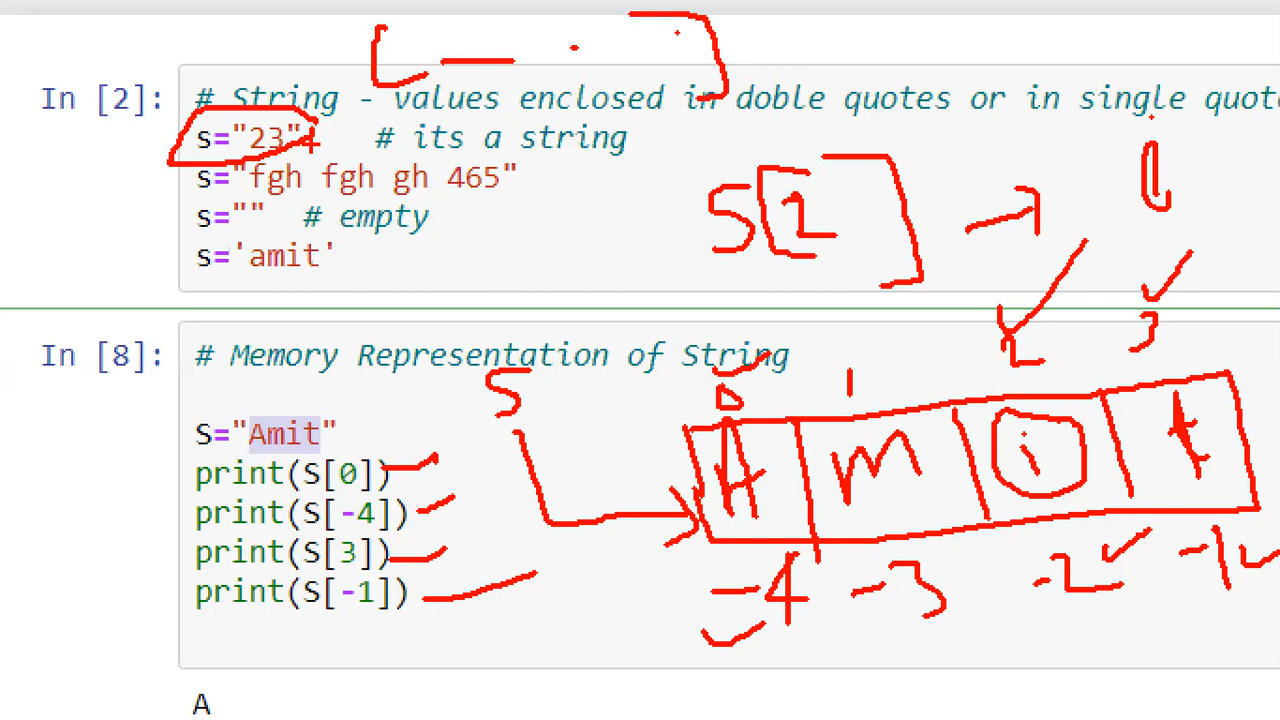 In [2]: # String - values enclosed in doble quotes or in single quote
s="23" # its a string
s="fgh fgh gh 465"
s="" # empty
s='amit'
S[2]
In [8]: # Memory Representation of String
S 0 1 2 3
S="Amit"
A m i t
print(S[0])
print(S[-4])
print(S[3])
print(S[-1])
-4 -3 -2 -1
A